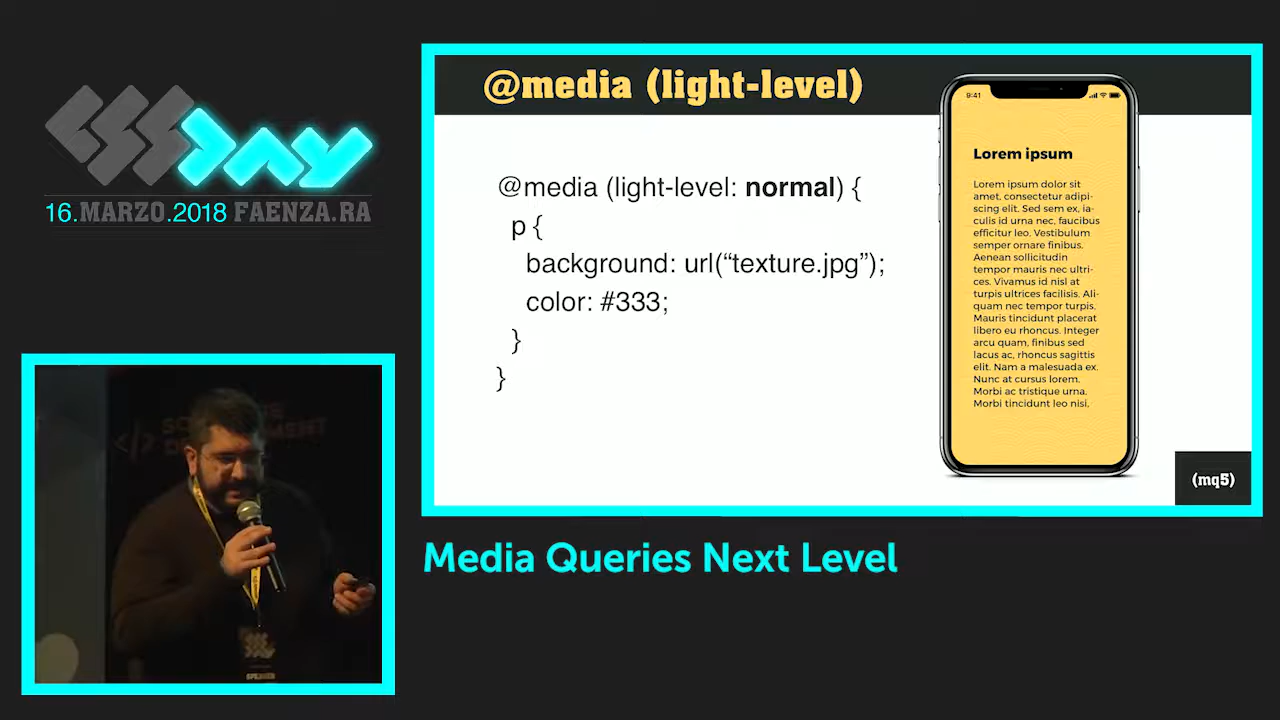 CSS DAY
16.MARZO.2018 FAENZA.RA
@media (light-level)
@media (light-level: normal) {
p {
background: url(“texture.jpg”);
color: #333;
}
}
9:41
Lorem ipsum
Lorem ipsum dolor sit
amet, consectetur adipi-
scing elit. Sed sem ex, ia-
culis id urna nec, faucibus
efficitur leo. Vestibulum
semper ornare finibus.
Aenean sollicitudin
tempor mauris nec ultri-
ces. Vivamus id nisl at
turpis ultrices facilisis. Ali-
quam nec tempor turpis.
Mauris tincidunt placerat
libero eu rhoncus. Integer
arcu quam, finibus sed
lacus ac, rhoncus sagittis
elit. Nam a malesuada ex.
Nunc at cursus lorem.
Morbi ac tristique urna.
Morbi tincidunt leo nisi,
(mq5)
Media Queries Next Level
SPEAKER